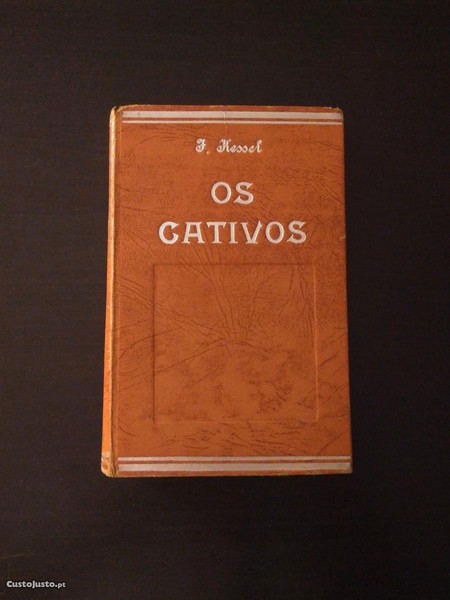 J. Kessel
OS
CATIVOS
CustoJusto.pt